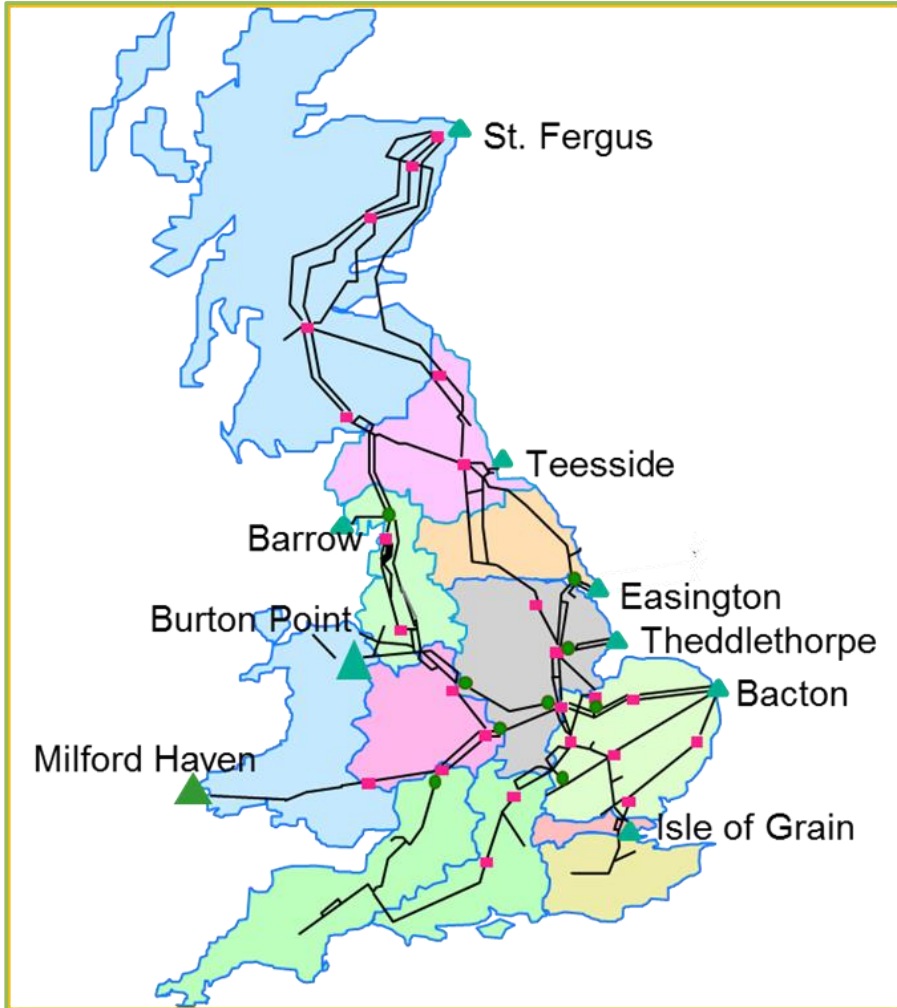 St. Fergus
Teesside
Barrow
Easington
Burton Point
Theddlethorpe
Bacton
Milford Haven
Isle of Grain